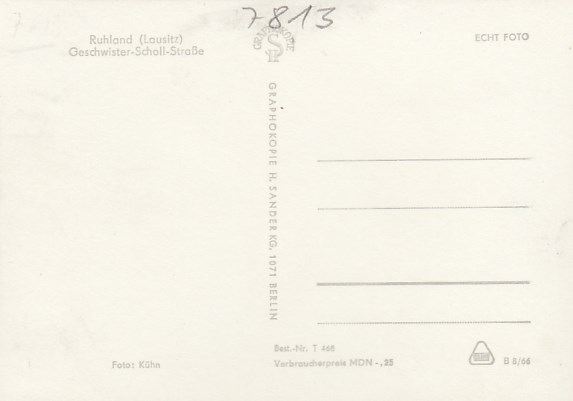 7813
Ruhland (Lausitz)
Geschwister-Scholl-Straße
ECHT FOTO
GRAPHOKOPIE
GRAPHOKOPIE H. SANDER KG, 1071 BERLIN
Best.-Nr. T 468
Verbraucherpreis MDN -,25
Foto: Kühn
B 8/66